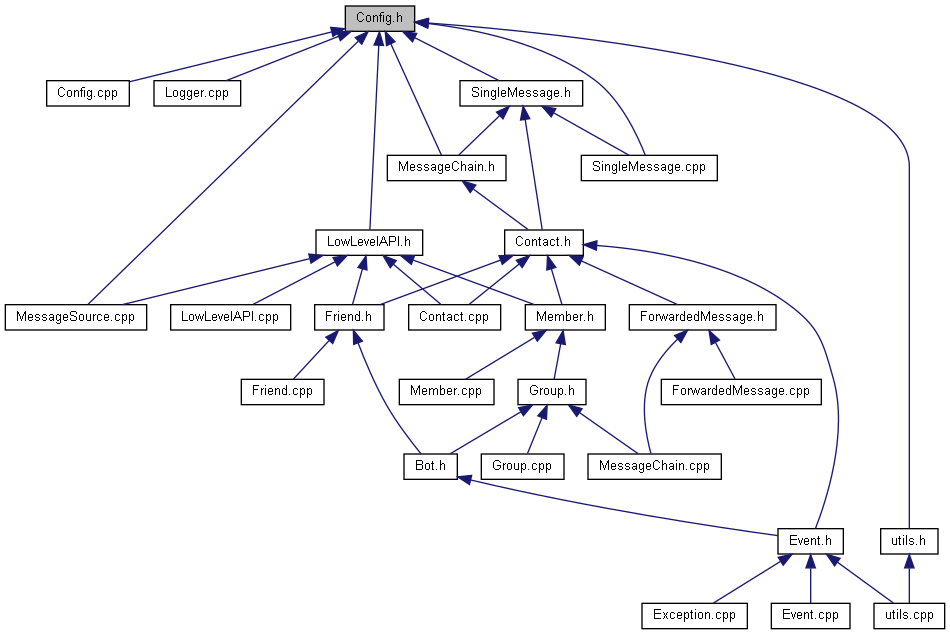 Config.h
Config.cpp
Logger.cpp
SingleMessage.h
MessageChain.h
SingleMessage.cpp
LowLevelAPI.h
Contact.h
MessageSource.cpp
LowLevelAPI.cpp
Friend.h
Contact.cpp
Member.h
ForwardedMessage.h
Friend.cpp
Member.cpp
Group.h
ForwardedMessage.cpp
Bot.h
Group.cpp
MessageChain.cpp
Event.h
utils.h
Exception.cpp
Event.cpp
utils.cpp